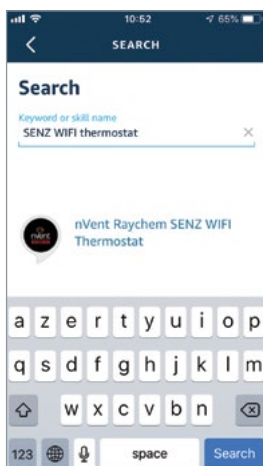 10:52
65%
SEARCH
Search
Keyword or skill name
SENZ WIFI thermostat
nVent
nVent Raychem SENZ WIFI
Thermostat
a z e r t y u i o p
q s d f g h j k l m
w x c v b n
123 space Search